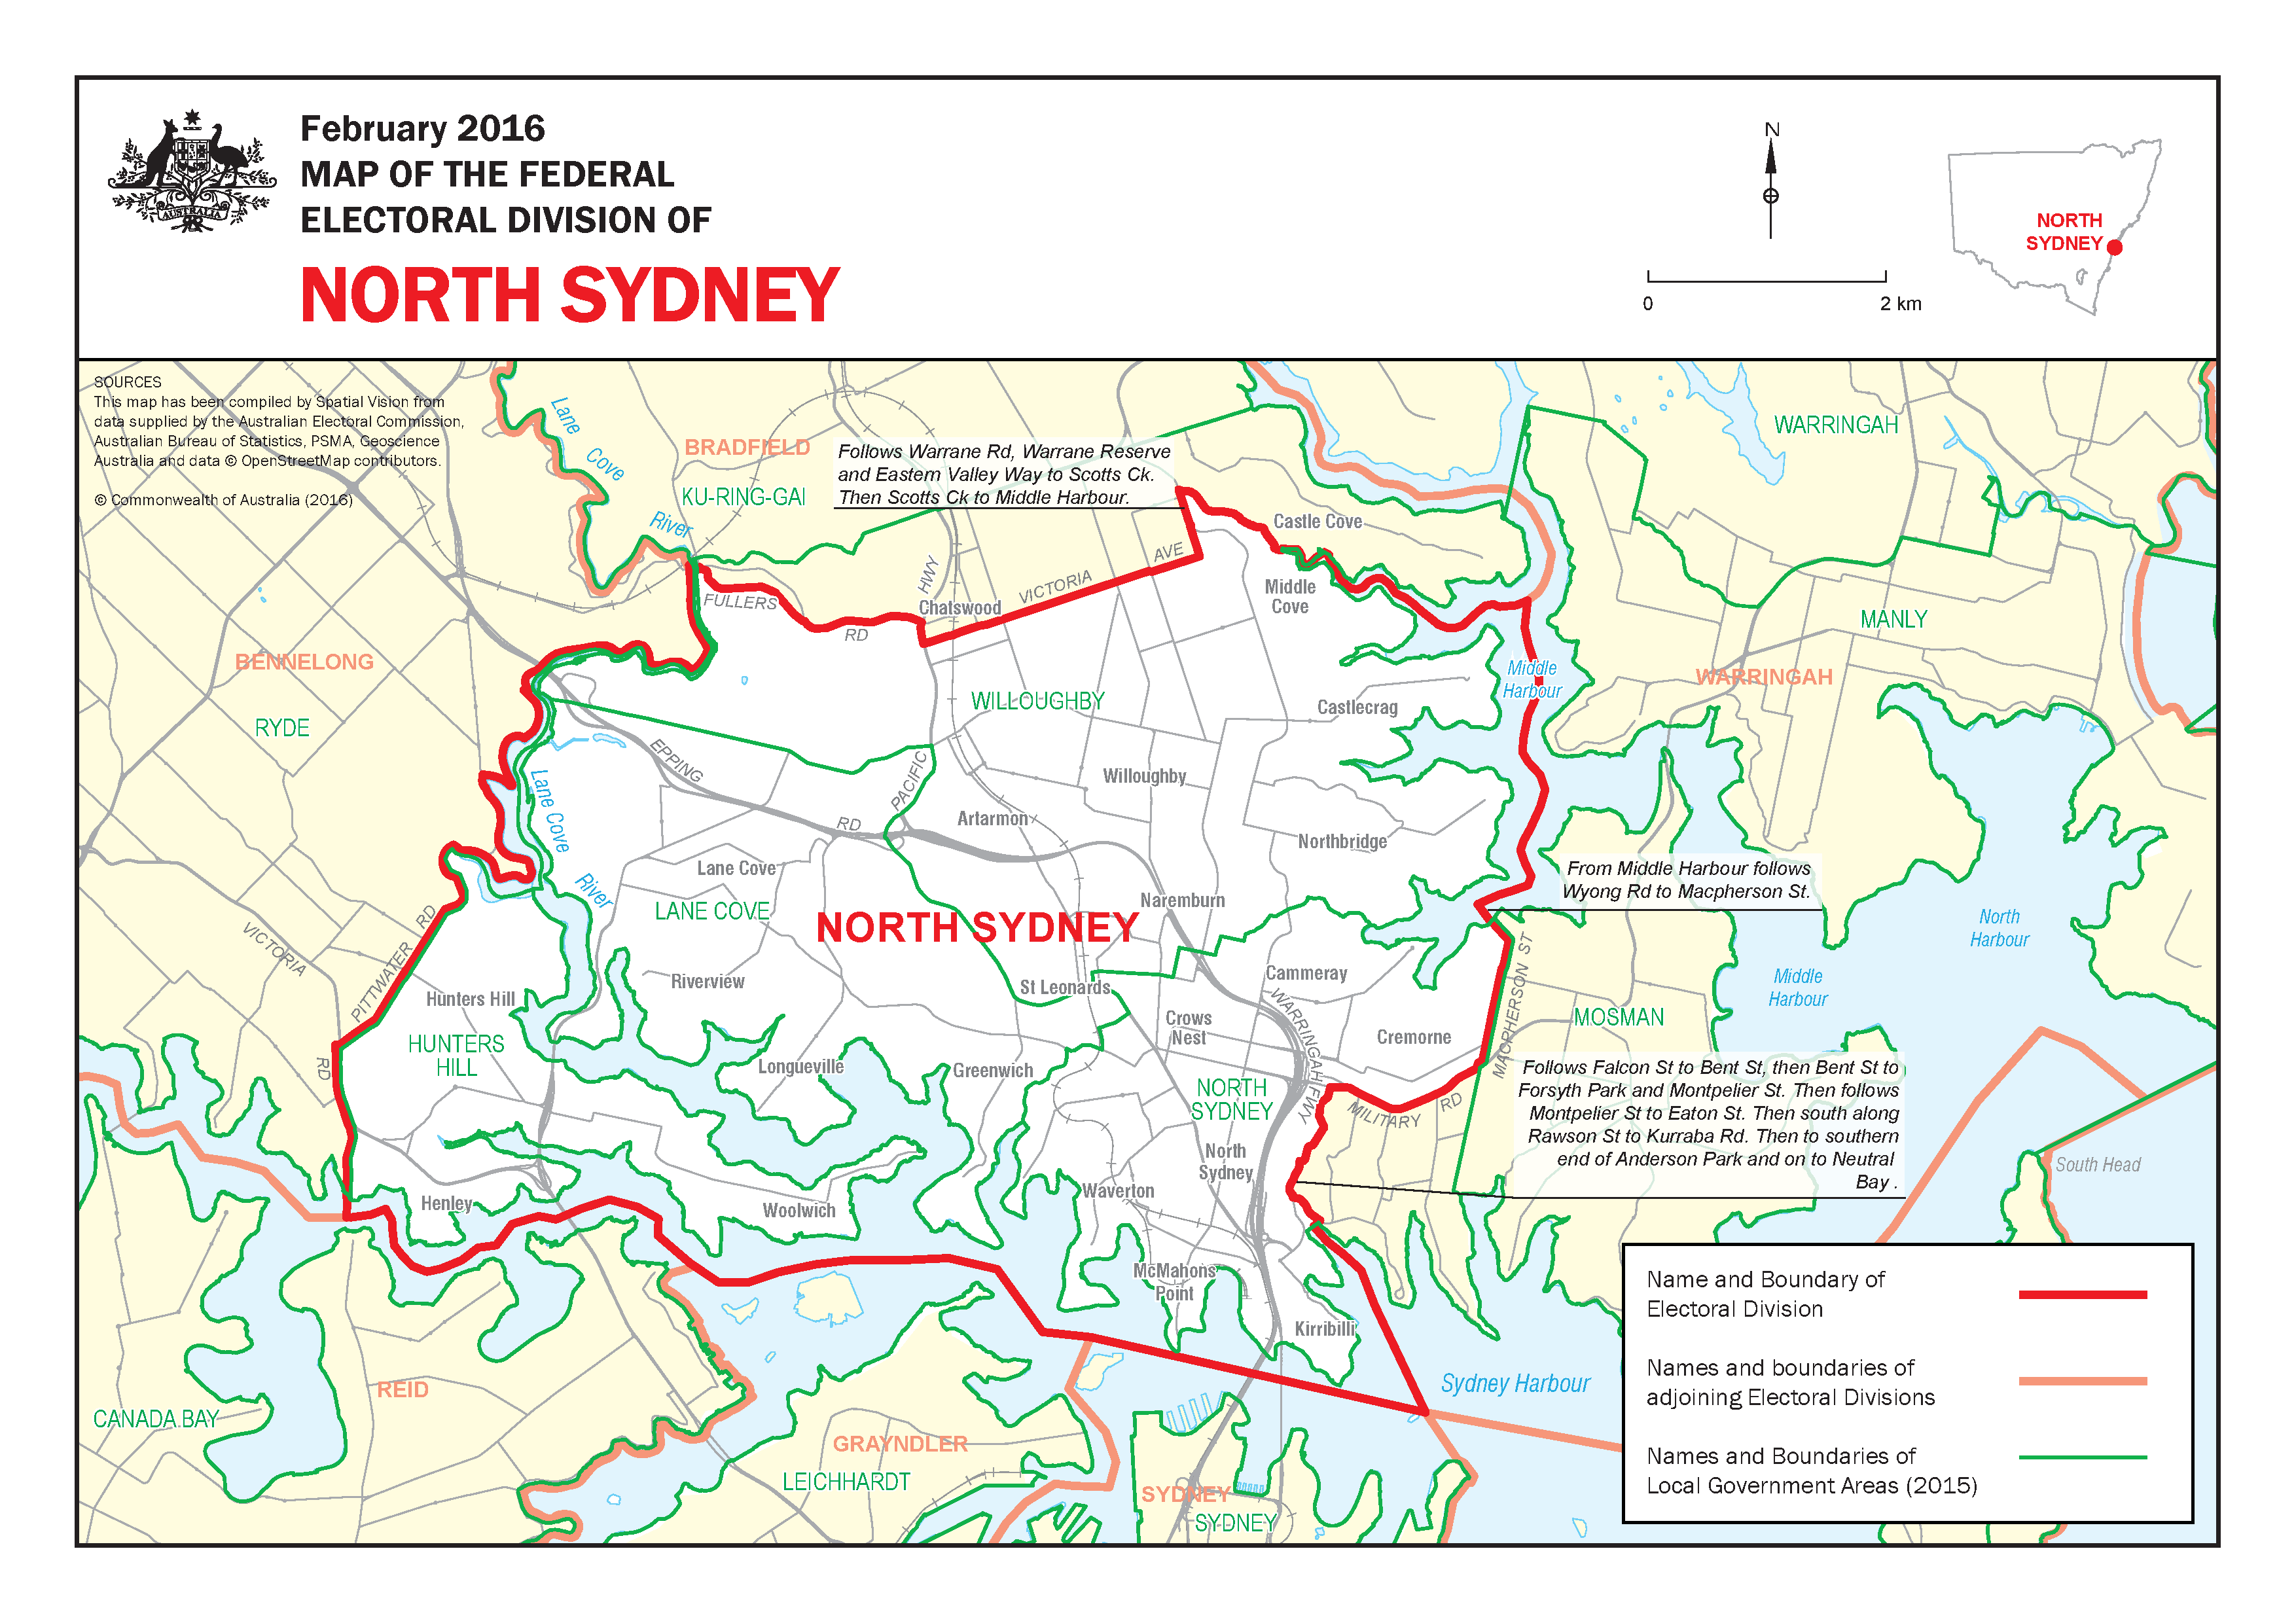 February 2016
MAP OF THE FEDERAL
ELECTORAL DIVISION OF
NORTH SYDNEY
AUSTRALIA
N
0
2 km
NORTH
SYDNEY
SOURCES
This map has been compiled by Spatial Vision from
data supplied by the Australian Electoral Commission,
Australian Bureau of Statistics, PSMA, Geoscience
Australia and data © OpenStreetMap contributors.
© Commonwealth of Australia (2016)
Lane
Cove
River
BRADFIELD
KU-RING-GAI
Follows Warrane Rd, Warrane Reserve
and Eastern Valley Way to Scotts Ck.
Then Scotts Ck to Middle Harbour.
WARRINGAH
Castle Cove
AVE
VICTORIA
HWY
Chatswood
FULLERS
RD
Middle
Cove
MANLY
BENNELONG
RYDE
WILLOUGHBY
Middle
Harbour
WARRINGAH
Castlecrag
EPPING
RD
PACIFIC
Willoughby
Artarmon
Northbridge
Lane Cove
River
Lane Cove
LANE COVE
NORTH SYDNEY
Naremburn
From Middle Harbour follows
Wyong Rd to Macpherson St.
North
Harbour
VICTORIA
RD
PITTWATER
RD
Hunters Hill
HUNTERS
HILL
Riverview
St Leonards
Cammeray
WARRINGAH FWY
Crows
Nest
Cremorne
MACPHERSON ST
Middle
Harbour
MOSMAN
Longueville
Greenwich
NORTH
SYDNEY
MILITARY
RD
Follows Falcon St to Bent St, then Bent St to
Forsyth Park and Montpelier St. Then follows
Montpelier St to Eaton St. Then south along
Rawson St to Kurraba Rd. Then to southern
end of Anderson Park and on to Neutral
Bay .
South Head
North
Sydney
Waverton
Henley
Woolwich
McMahons
Point
Kirribilli
Sydney Harbour
REID
CANADA BAY
GRAYNDLER
LEICHHARDT
SYDNEY
SYDNEY
Name and Boundary of
Electoral Division
Names and boundaries of
adjoining Electoral Divisions
Names and Boundaries of
Local Government Areas (2015)